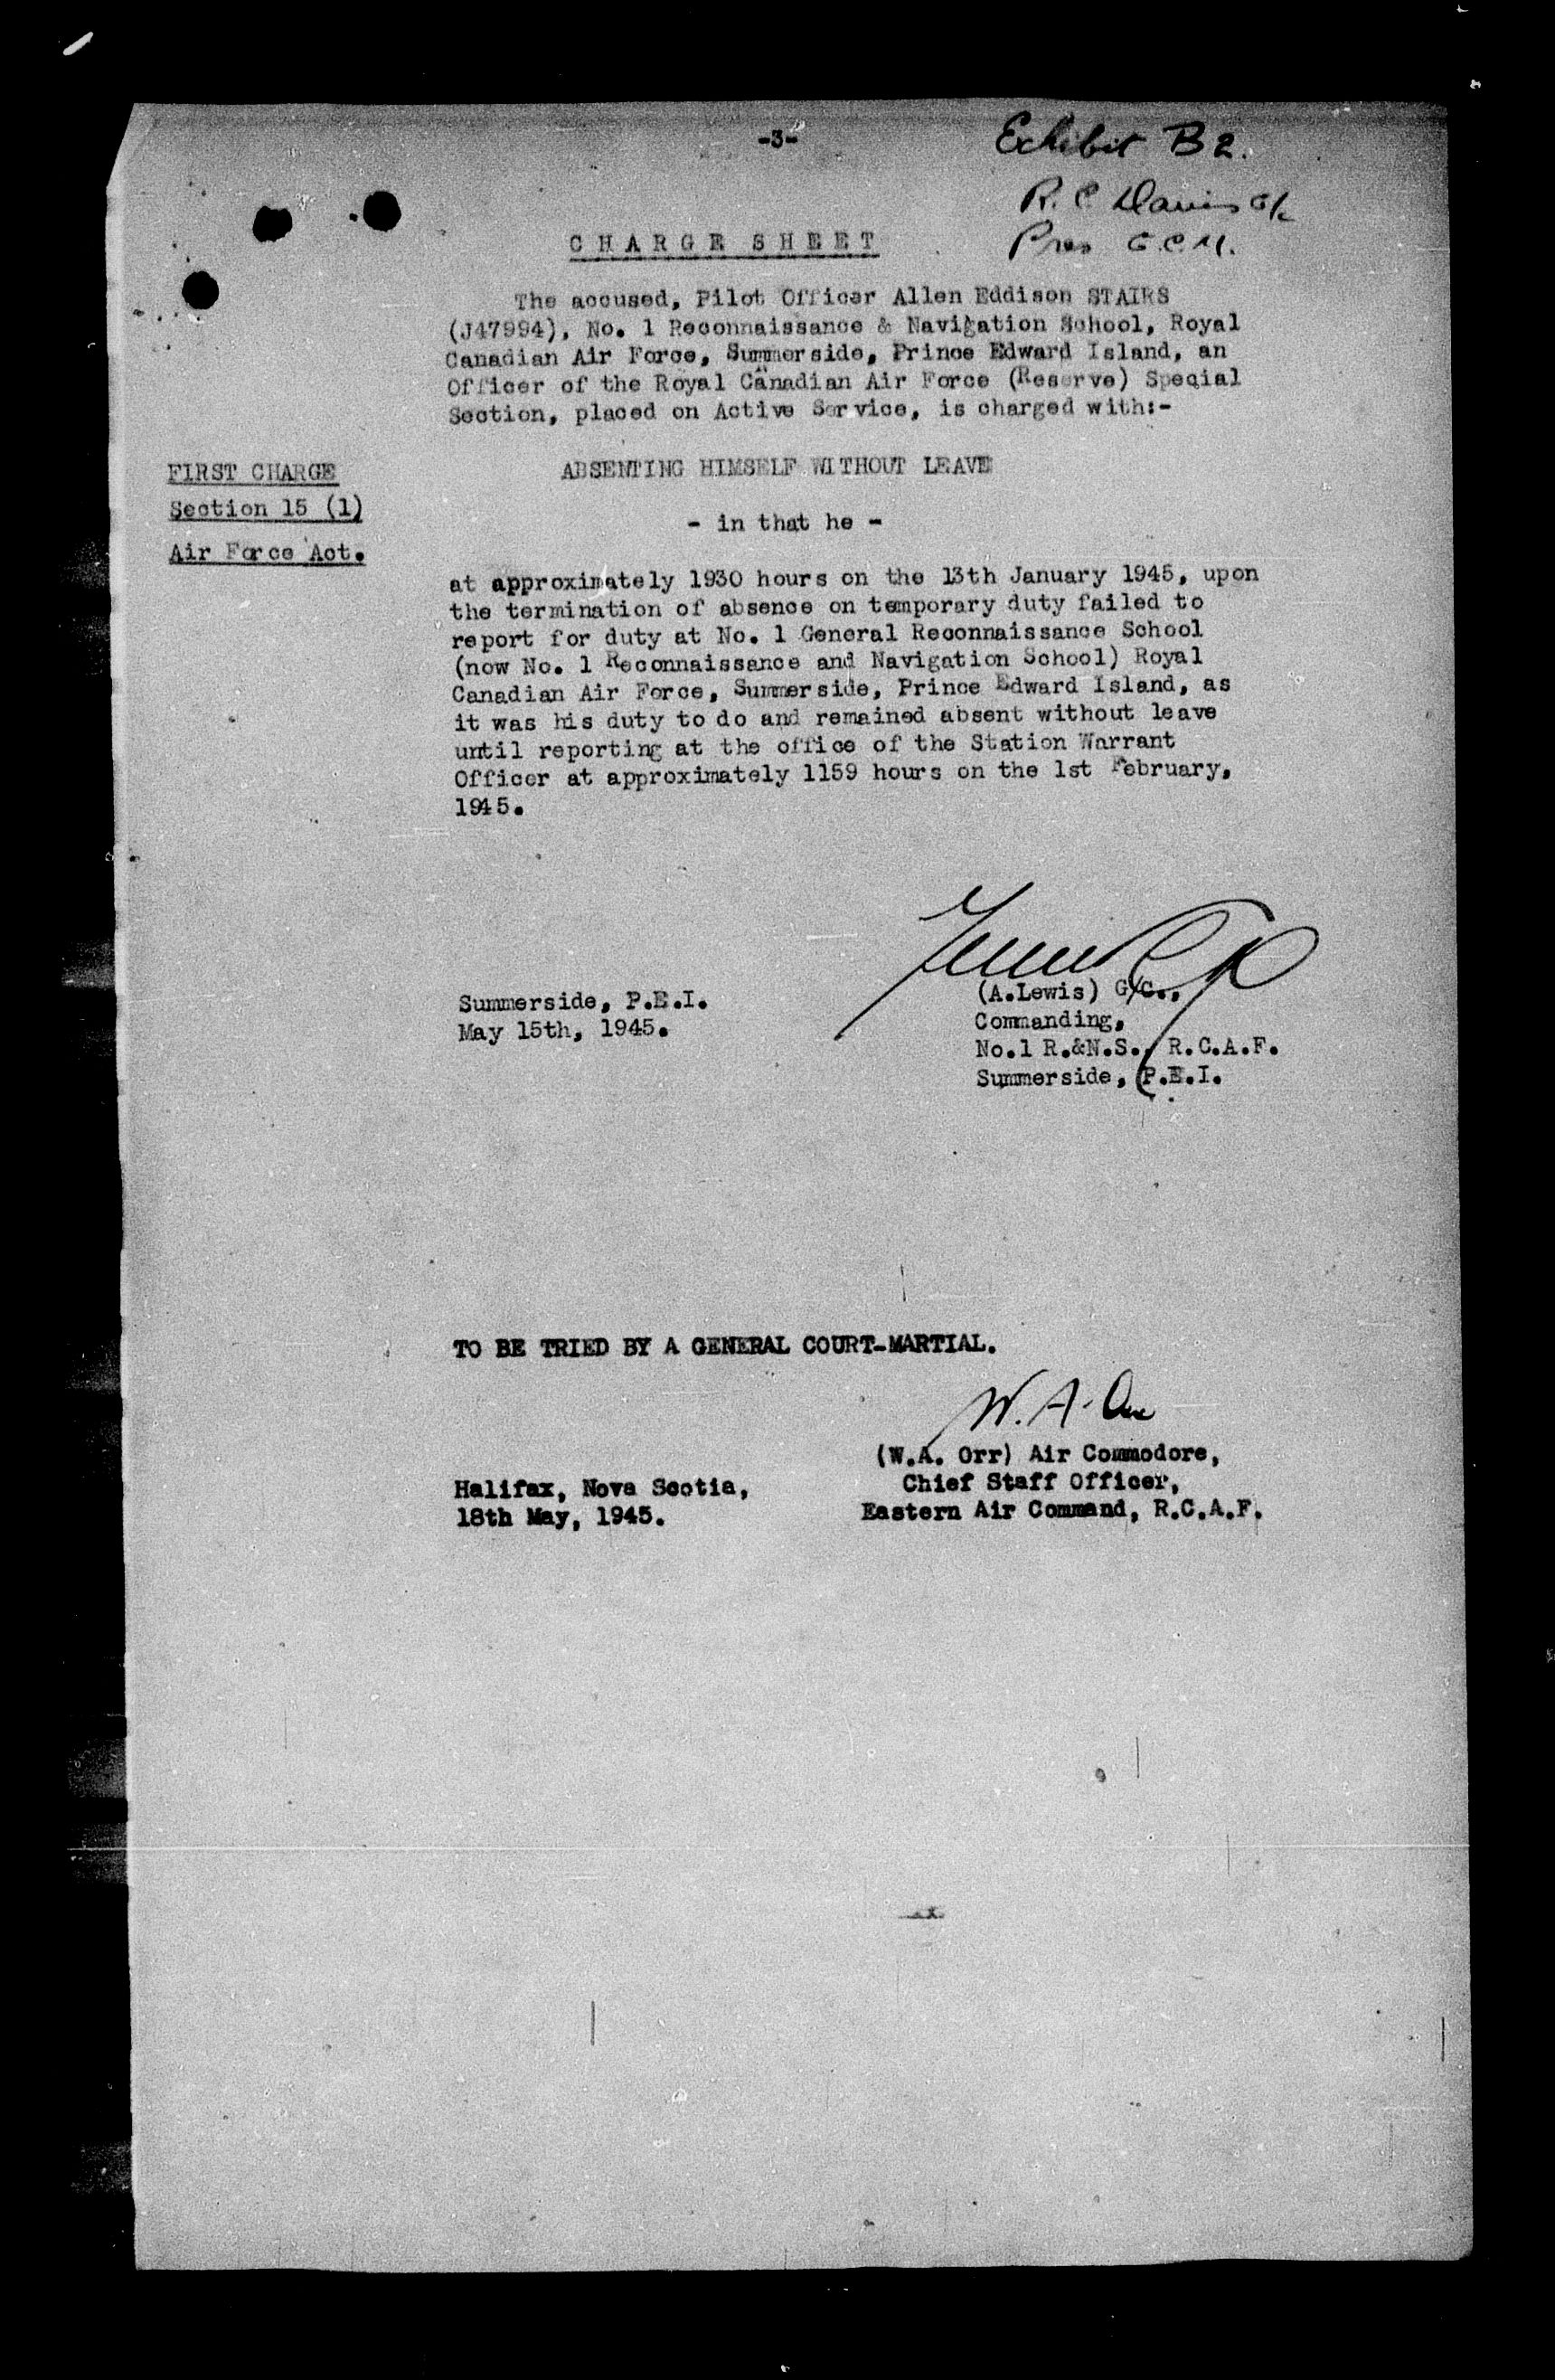 -3-
Exhibit B2.
R. C. Davis G/C
Pres G.C.M.
CHARGE SHEET
The accused, Pilot Officer Allen Eddison STAIRS
(J47994), No. 1 Reconnaissance & Navigation School, Royal
Canadian Air Force, Summerside, Prince Edward Island, an
Officer of the Royal Canadian Air Force (Reserve) Special
Section, placed on Active Service, is charged with:-
FIRST CHARGE
Section 15 (1)
Air Force Act.
ABSENTING HIMSELF WITHOUT LEAVE
- in that he -
at approximately 1930 hours on the 13th January 1945, upon
the termination of absence on temporary duty failed to
report for duty at No. 1 General Reconnaissance School
(now No. 1 Reconnaissance and Navigation School) Royal
Canadian Air Force, Summerside, Prince Edward Island, as
it was his duty to do and remained absent without leave
until reporting at the office of the Station Warrant
Officer at approximately 1159 hours on the 1st February,
1945.
Summerside, P.E.I.
May 15th, 1945.
(A.Lewis) G/C.,
Commanding,
No.1 R.&N.S., R.C.A.F.
Summerside, P.E.I.
TO BE TRIED BY A GENERAL COURT-MARTIAL.
W. A. Orr
(W.A. Orr) Air Commodore,
Chief Staff Officer,
Eastern Air Command, R.C.A.F.
Halifax, Nova Scotia,
18th May, 1945.